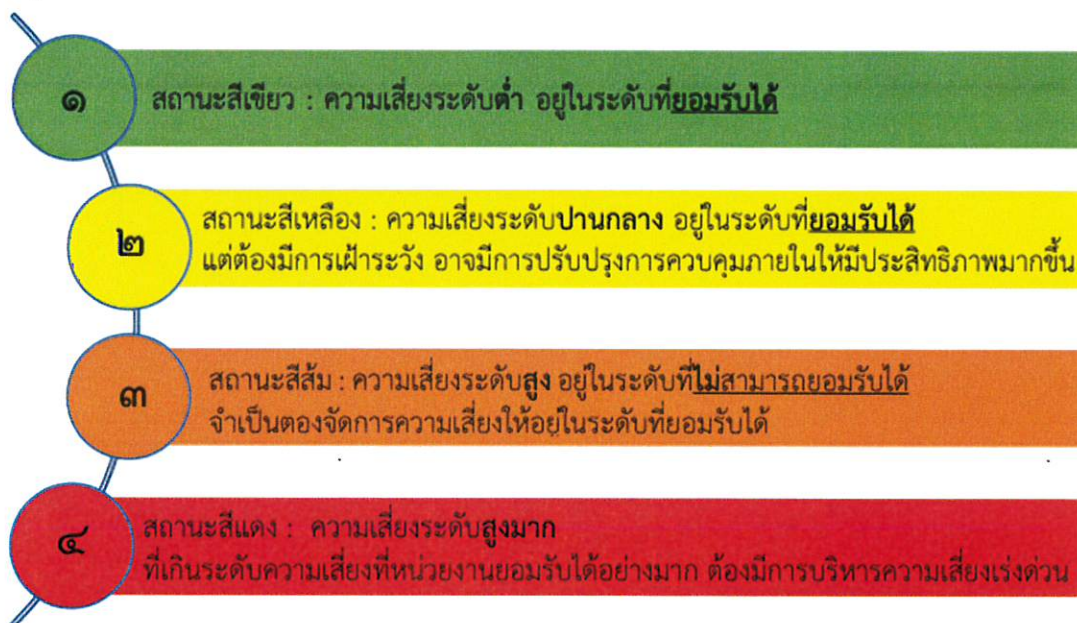 ๑
สถานะสีเขียว : ความเสี่ยงระดับต่ำ อยู่ในระดับที่ยอมรับได้
๒
สถานะสีเหลือง : ความเสี่ยงระดับปานกลาง อยู่ในระดับที่ยอมรับได้
แต่ต้องมีการเฝ้าระวัง อาจมีการปรับปรุงการควบคุมภายในให้มีประสิทธิภาพมากขึ้น
๓
สถานะสีส้ม : ความเสี่ยงระดับสูง อยู่ในระดับที่ไม่สามารถยอมรับได้
จำเป็นตองจัดการความเสี่ยงให้อยู่ในระดับที่ยอมรับได้
๔
สถานะสีแดง : ความเสี่ยงระดับสูงมาก
ที่เกินระดับความเสี่ยงที่หน่วยงานยอมรับได้อย่างมาก ต้องมีการบริหารความเสี่ยงเร่งด่วน